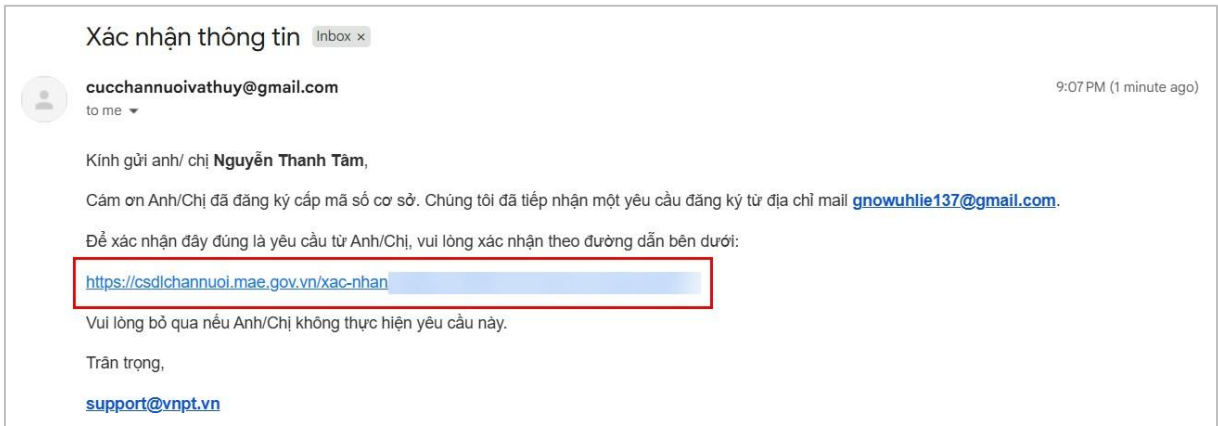 Xác nhận thông tin Inbox ×
cucchannuoivathuy@gmail.com 9:07 PM (1 minute ago)
to me
Kính gửi anh/ chị Nguyễn Thanh Tâm,
Cám ơn Anh/Chị đã đăng ký cấp mã số cơ sở. Chúng tôi đã tiếp nhận một yêu cầu đăng ký từ địa chỉ mail gnowuhlie137@gmail.com.
Để xác nhận đây đúng là yêu cầu từ Anh/Chị, vui lòng xác nhận theo đường dẫn bên dưới:
https://csdlchannuoi.mae.gov.vn/xac-nhan
Vui lòng bỏ qua nếu Anh/Chị không thực hiện yêu cầu này.
Trân trọng,
support@vnpt.vn